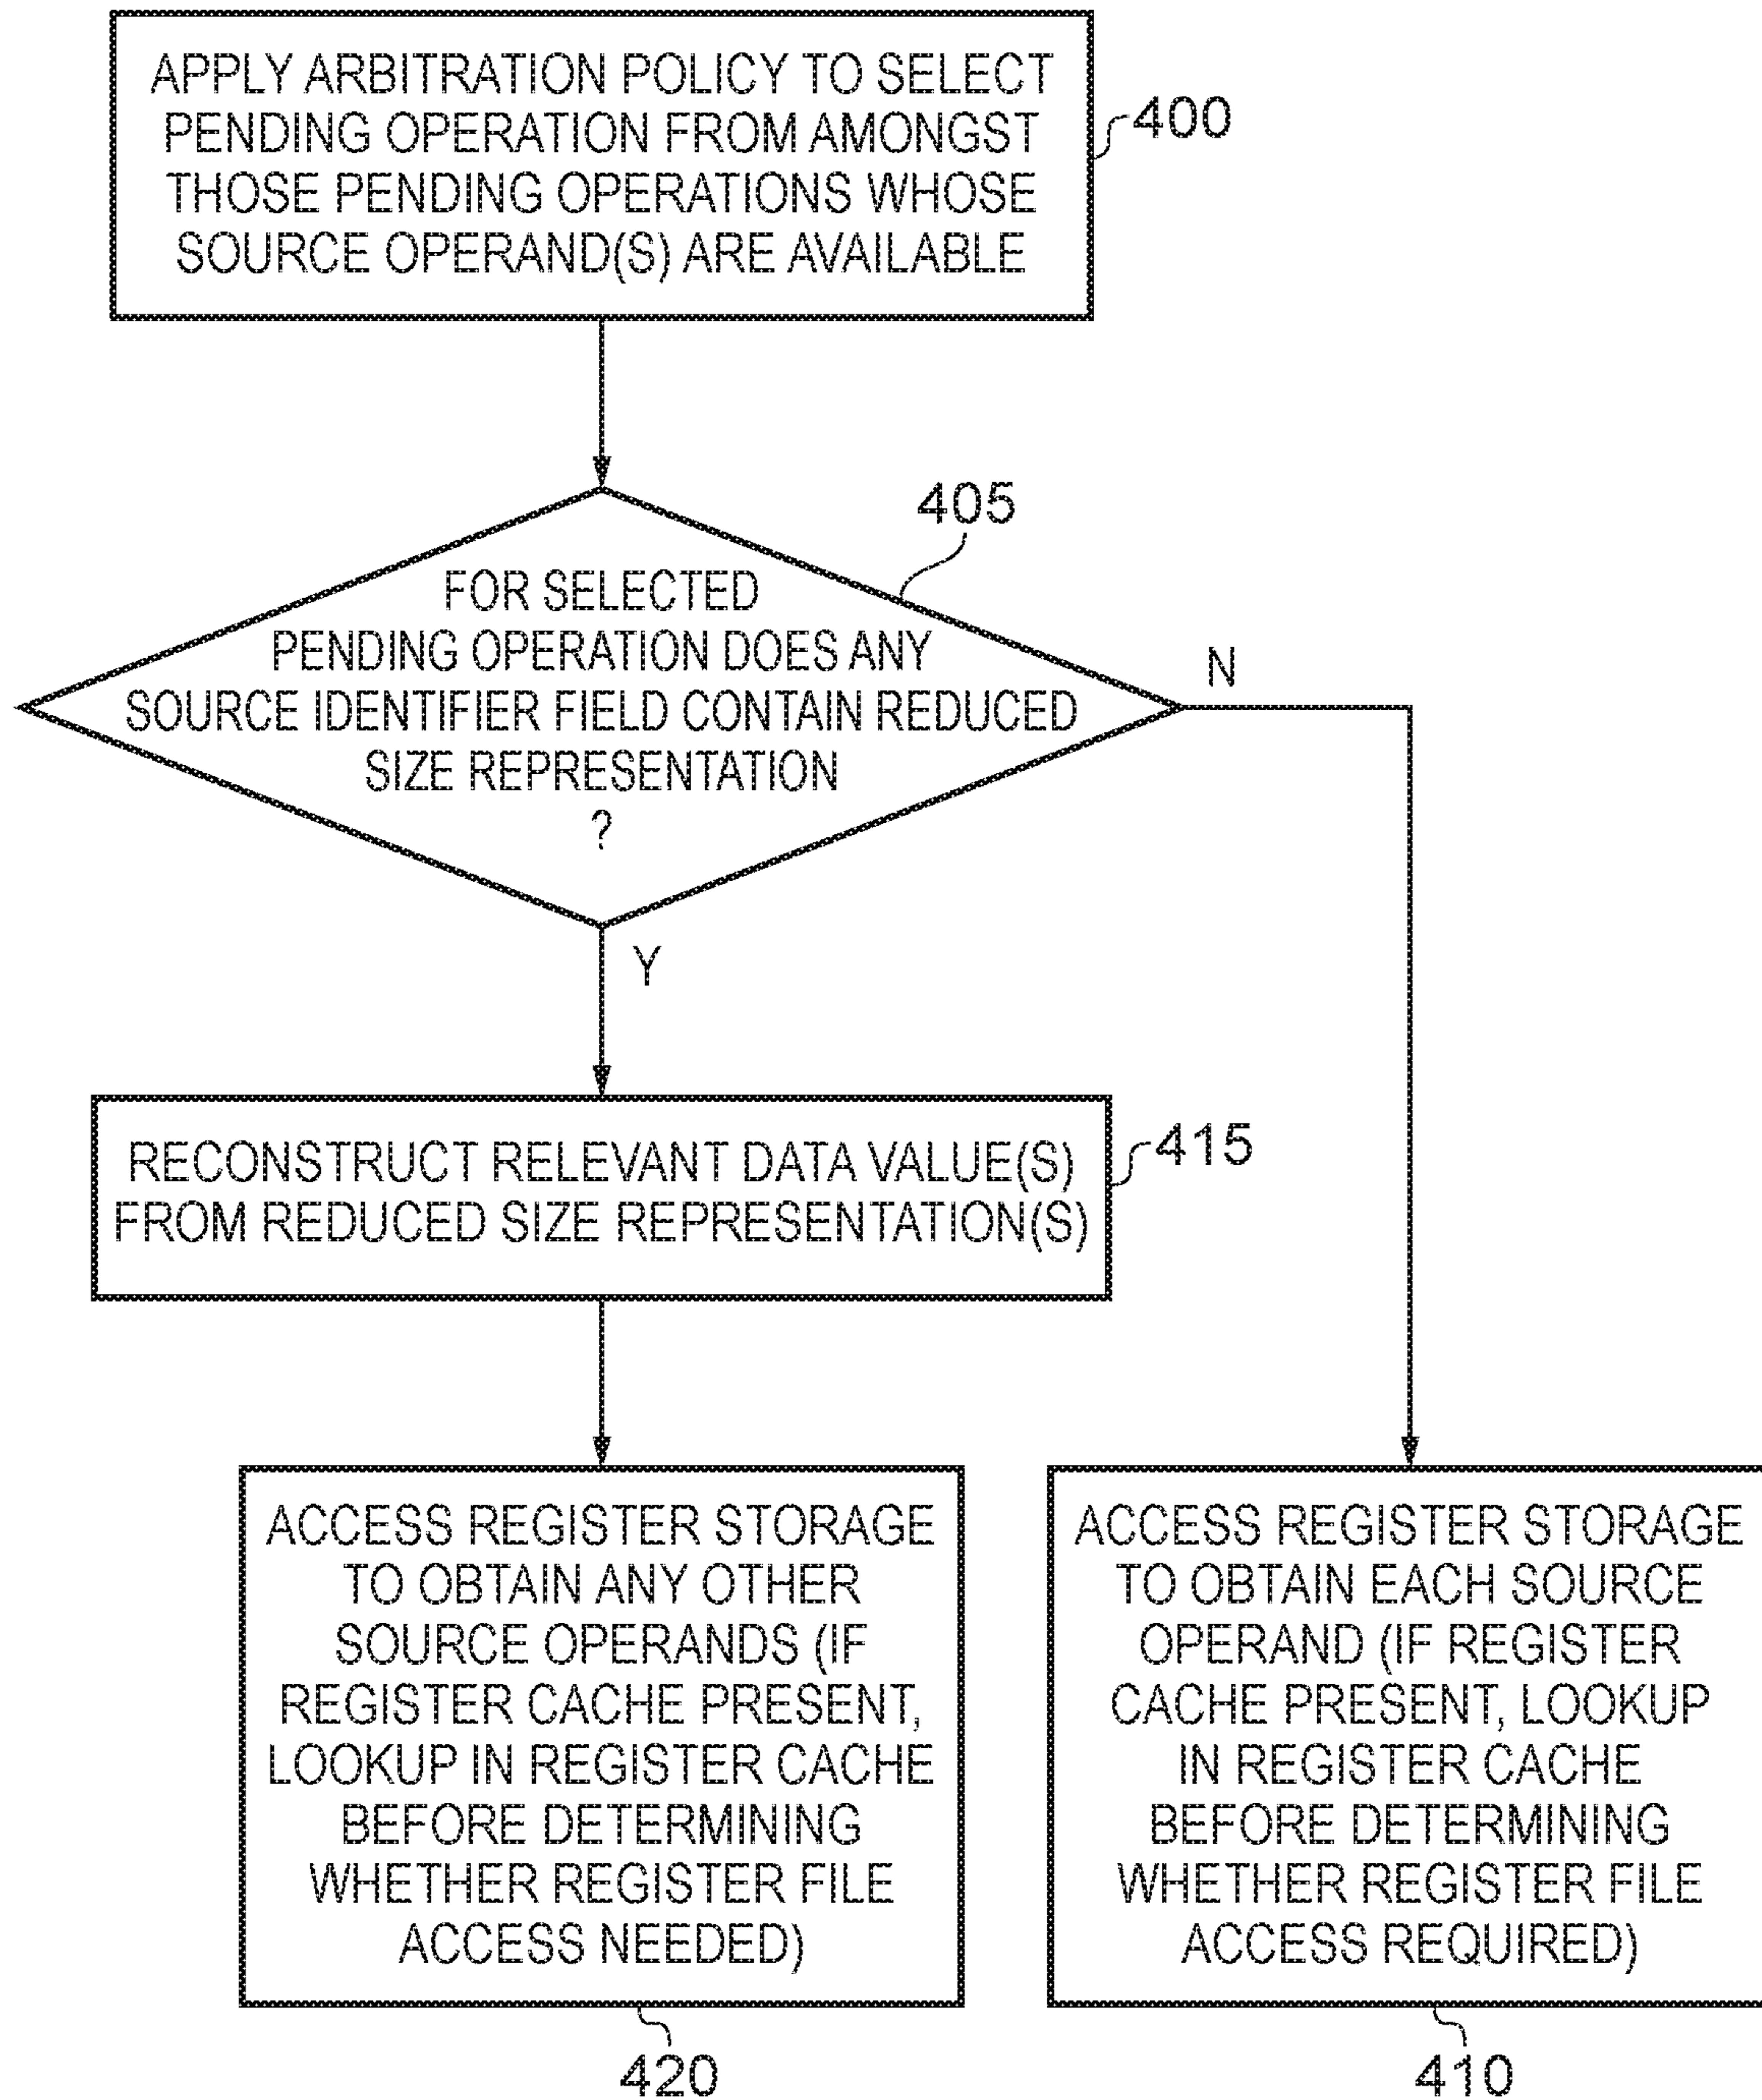 APPLY ARBITRATION POLICY TO SELECT
PENDING OPERATION FROM AMONGST
THOSE PENDING OPERATIONS WHOSE
SOURCE OPERAND(S) ARE AVAILABLE
400
405
FOR SELECTED
PENDING OPERATION DOES ANY
SOURCE IDENTIFIER FIELD CONTAIN REDUCED
SIZE REPRESENTATION
?
N
Y
RECONSTRUCT RELEVANT DATA VALUE(S)
FROM REDUCED SIZE REPRESENTATION(S)
415
ACCESS REGISTER STORAGE
TO OBTAIN ANY OTHER
SOURCE OPERANDS (IF
REGISTER CACHE PRESENT,
LOOKUP IN REGISTER CACHE
BEFORE DETERMINING
WHETHER REGISTER FILE
ACCESS NEEDED)
420
ACCESS REGISTER STORAGE
TO OBTAIN EACH SOURCE
OPERAND (IF REGISTER
CACHE PRESENT, LOOKUP
IN REGISTER CACHE
BEFORE DETERMINING
WHETHER REGISTER FILE
ACCESS REQUIRED)
410